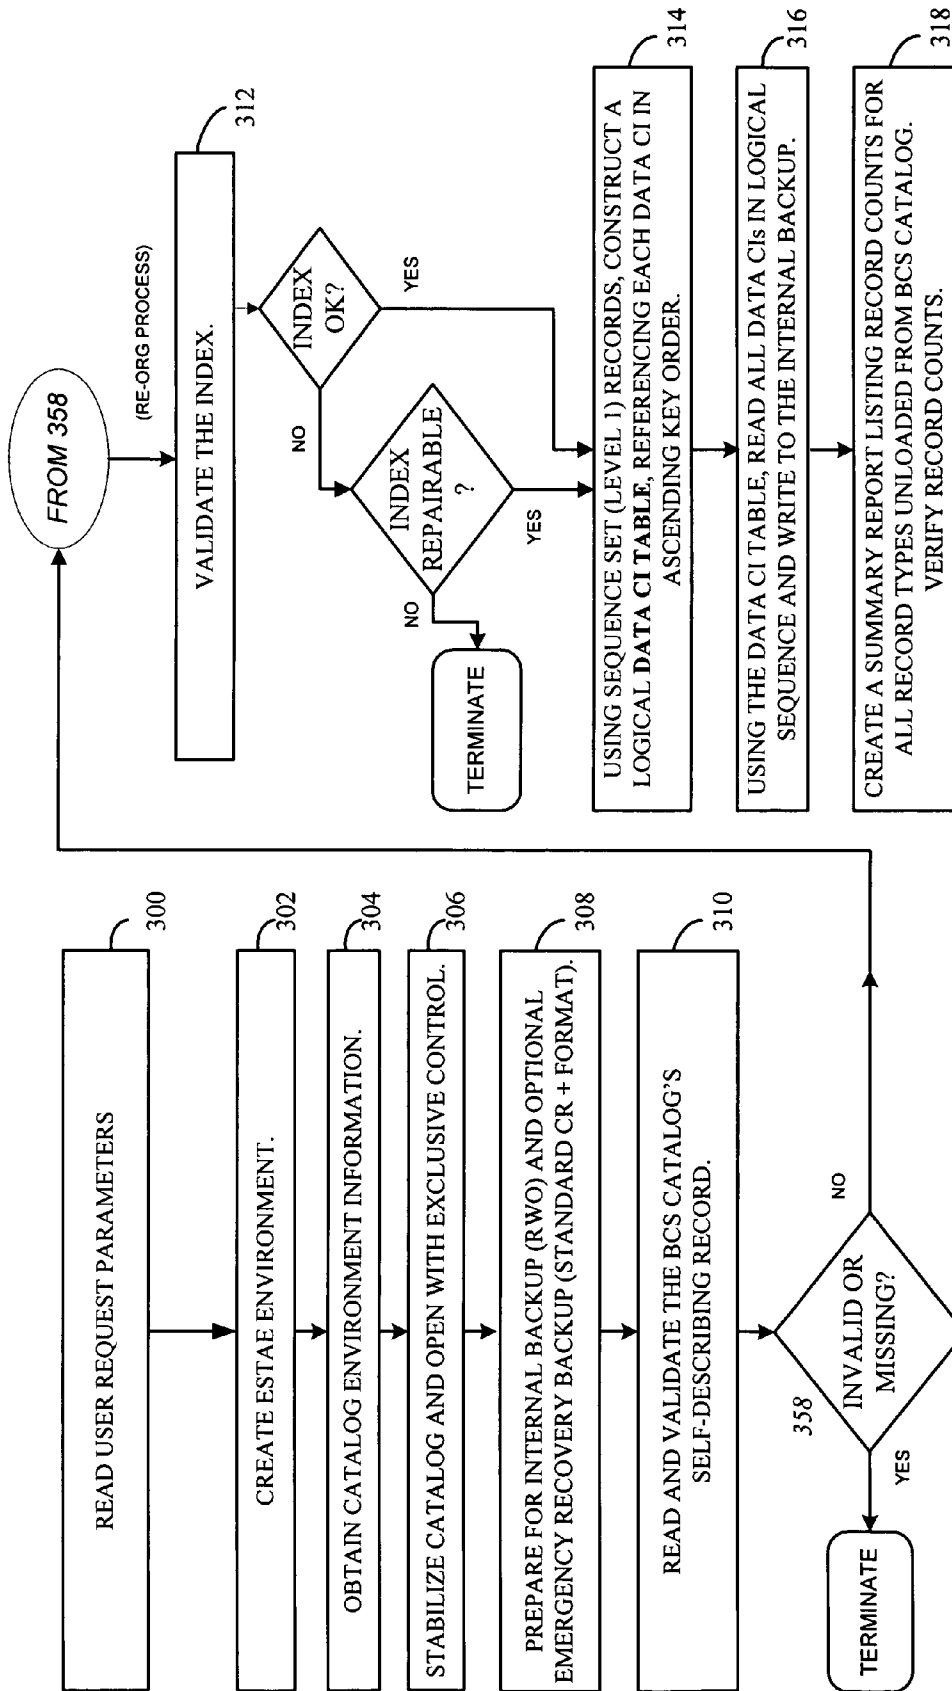 READ USER REQUEST PARAMETERS
300
CREATE ESTAE ENVIRONMENT.
302
OBTAIN CATALOG ENVIRONMENT INFORMATION.
304
STABILIZE CATALOG AND OPEN WITH EXCLUSIVE CONTROL.
306
PREPARE FOR INTERNAL BACKUP (RWO) AND OPTIONAL
EMERGENCY RECOVERY BACKUP (STANDARD CR + FORMAT).
308
READ AND VALIDATE THE BCS CATALOG'S
SELF-DESCRIBING RECORD.
310
358
INVALID OR
MISSING?
YES
NO
TERMINATE
FROM 358
(RE-ORG PROCESS)
VALIDATE THE INDEX.
312
INDEX
OK?
NO
YES
INDEX
REPAIRABLE
?
NO
YES
TERMINATE
USING SEQUENCE SET (LEVEL 1) RECORDS, CONSTRUCT A
LOGICAL DATA CI TABLE, REFERENCING EACH DATA CI IN
ASCENDING KEY ORDER.
314
USING THE DATA CI TABLE, READ ALL DATA CIs IN LOGICAL
SEQUENCE AND WRITE TO THE INTERNAL BACKUP.
316
CREATE A SUMMARY REPORT LISTING RECORD COUNTS FOR
ALL RECORD TYPES UNLOADED FROM BCS CATALOG.
VERIFY RECORD COUNTS.
318